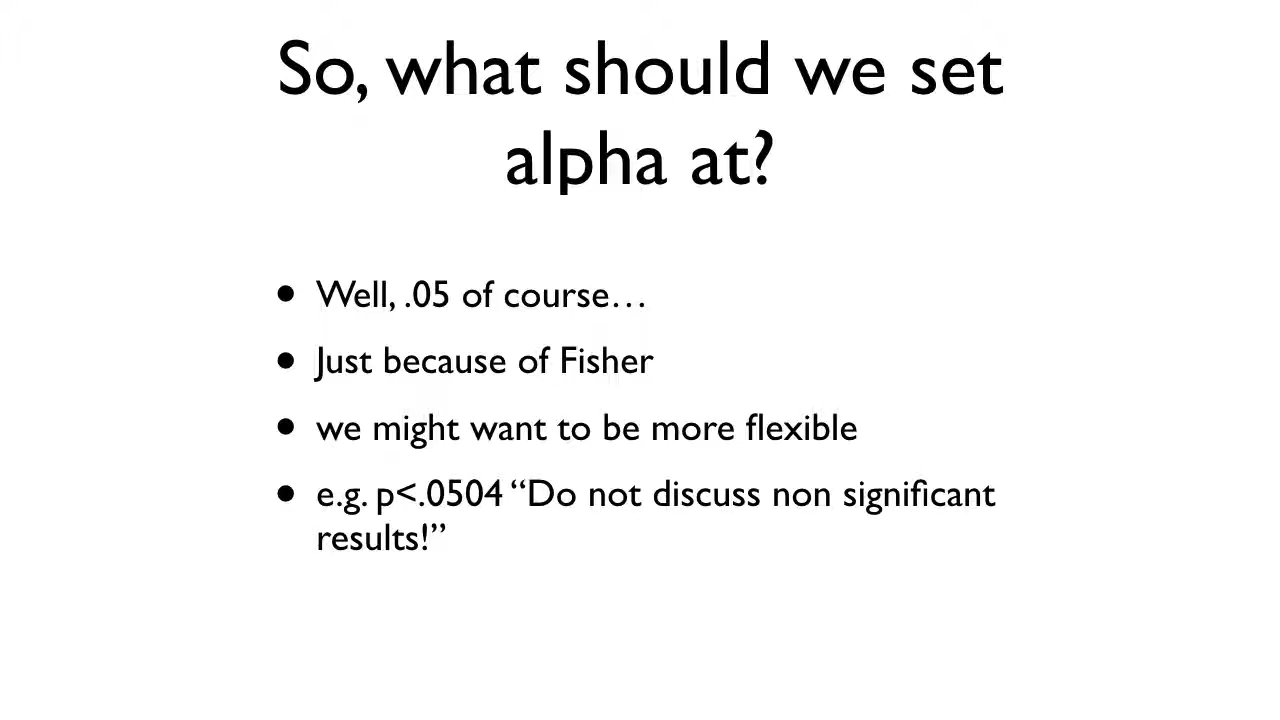 So, what should we set
alpha at?
• Well, .05 of course…
• Just because of Fisher
• we might want to be more flexible
• e.g. p<.0504 “Do not discuss non significant
results!”